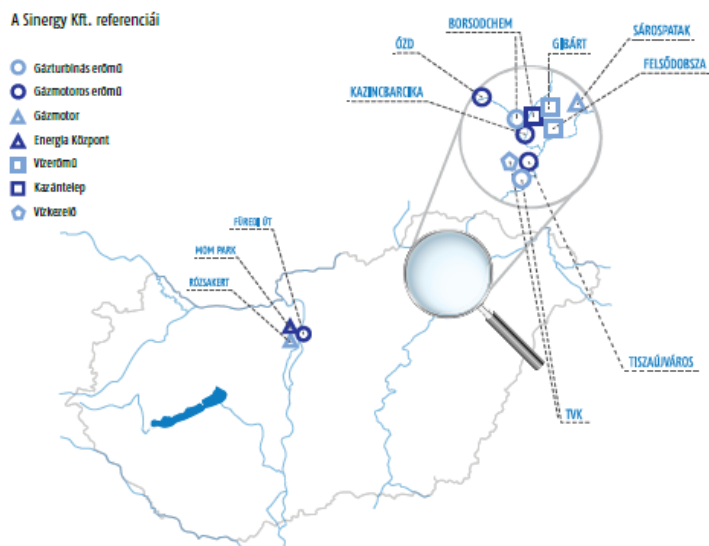 A Sinergy Kft. referenciái
Gázturbinás erőmű
Gázmotoros erőmű
Gázmotor
Energia Központ
Vízerőmű
Kazántelep
Vízkezelő
BORSODCHEM
SÁROSPATAK
ÓZD
GIBÁRT
FELSŐDOBSZA
KAZINCBARCIKA
FÜREDI ÚT
MOM PARK
RÓZSAKERT
TISZAÚJVÁROS
TVK